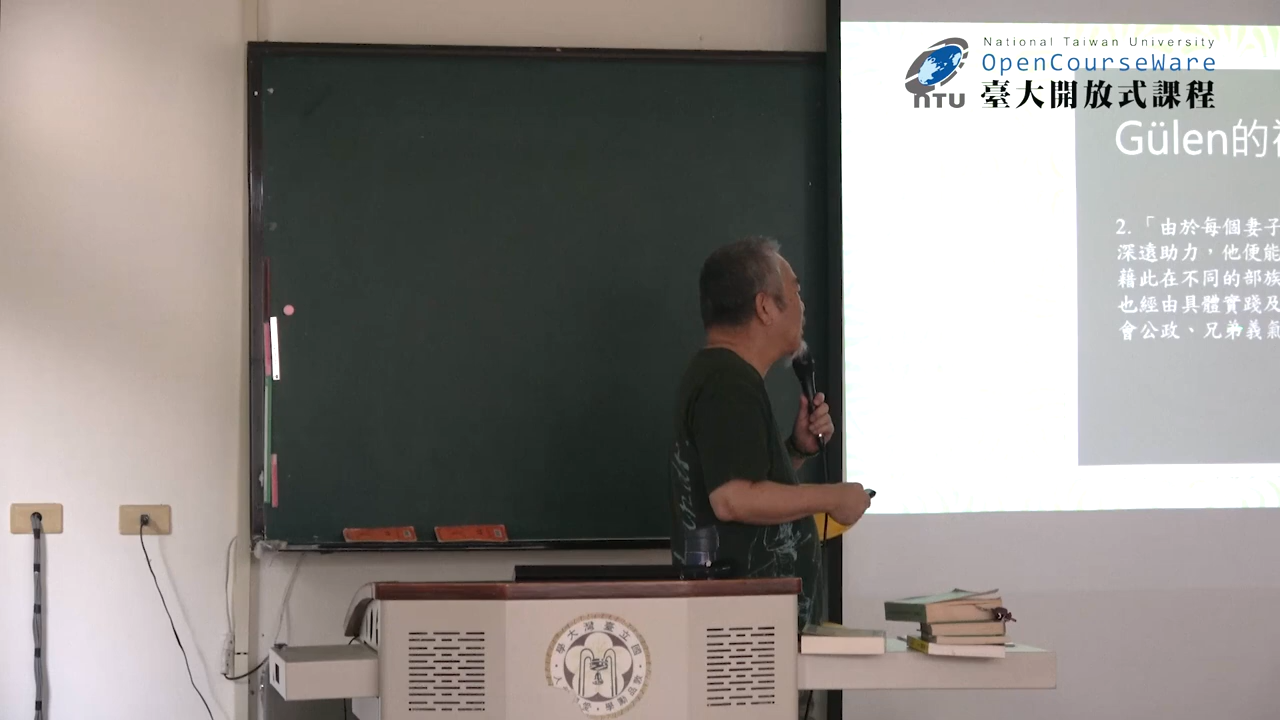 National Taiwan University
OpenCourseWare
NTU 臺大開放式課程
Gülen的
2.「由於每個妻子
深遠助力，他便能
藉此在不同的部族
也經由具體實踐及
會公政、兄弟義氣